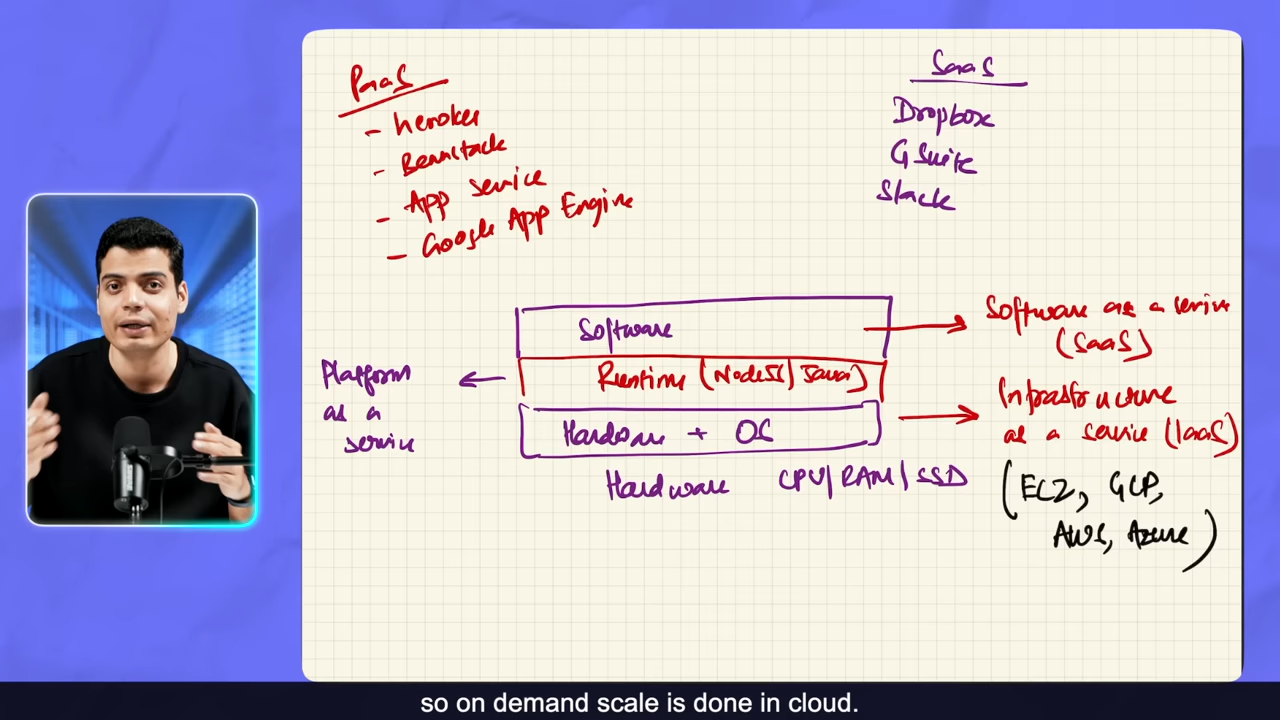 PaaS
- heroku
- Beanstack
- App service
- Google App Engine
SaaS
Dropbox
G Suite
Slack
Software
Runtime (NodeJS| Java)
Hardware + OS
Hardware CPU/ RAM/ SSD
Platform
as a
service
Software as a service
(SaaS)
Infrastructure
as a service (IaaS)
(EC2, GCP,
AWS, Azure)
so on demand scale is done in cloud.